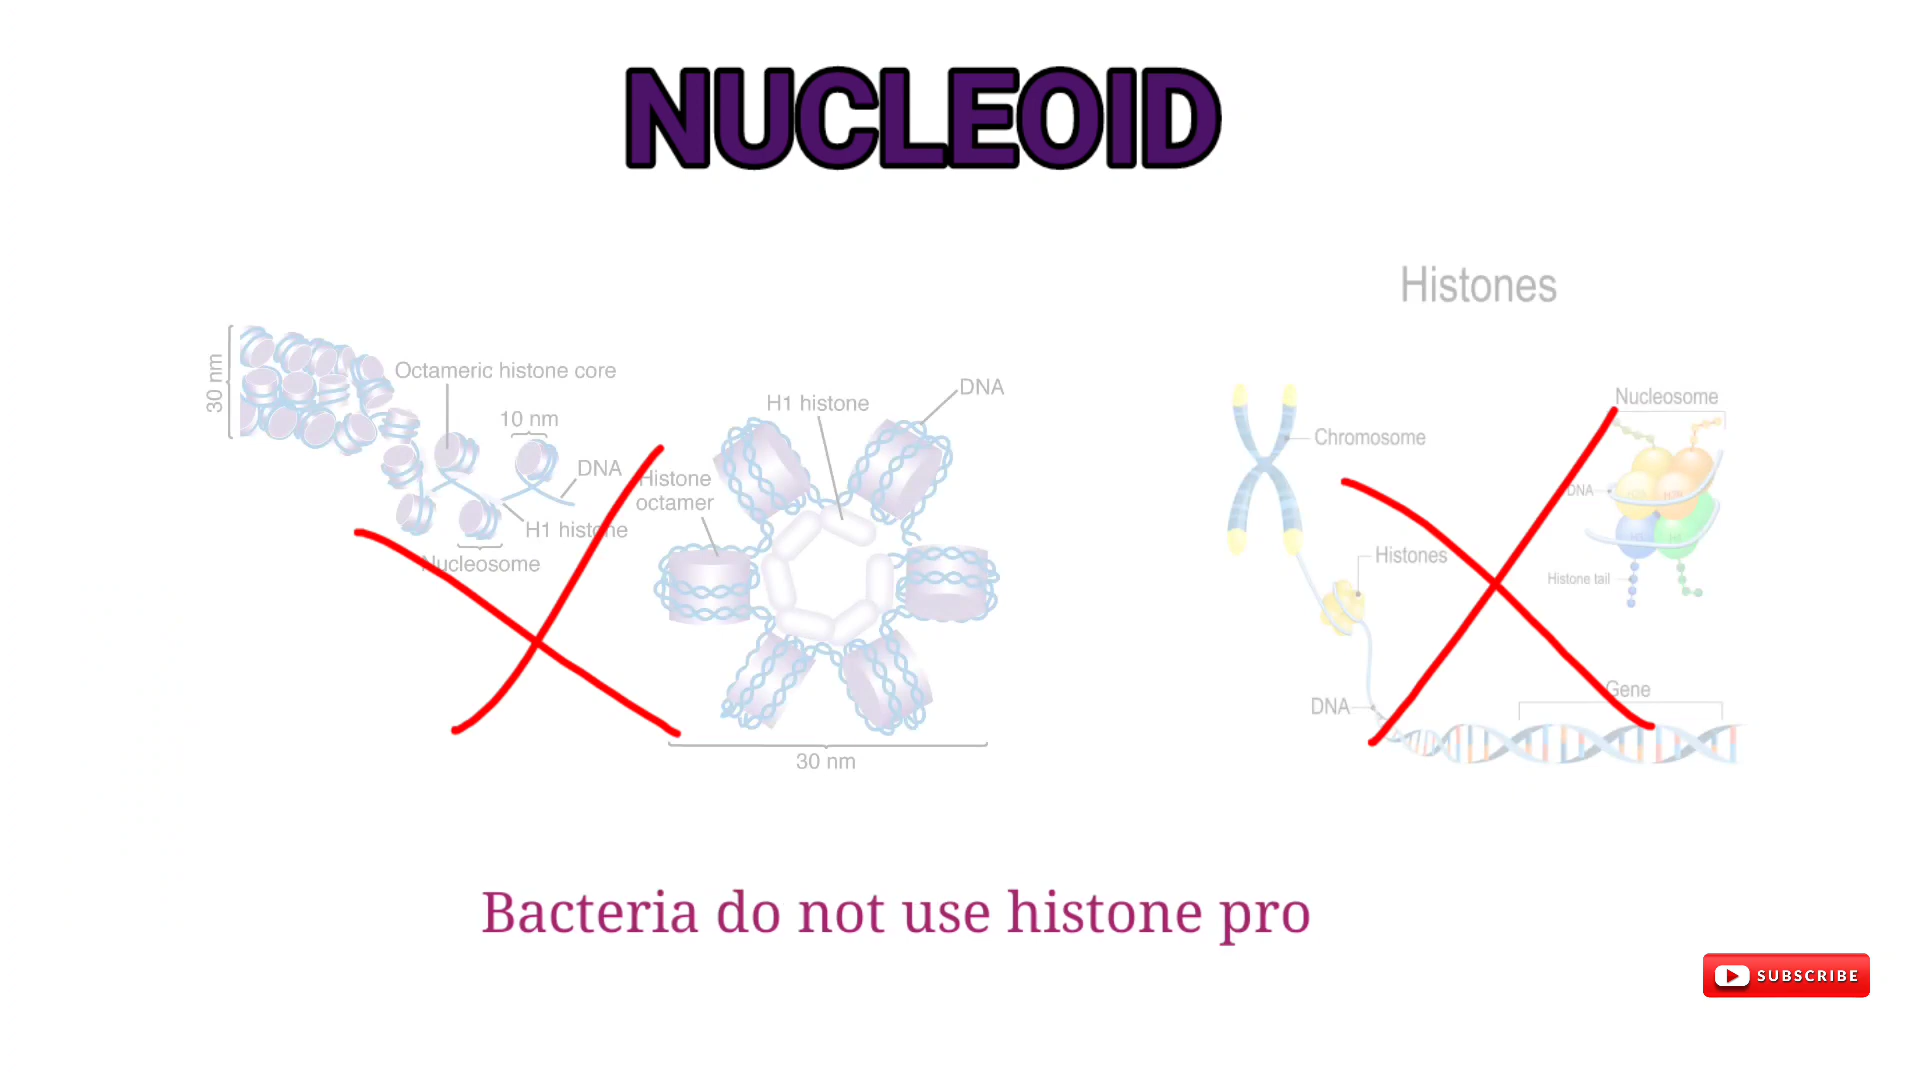 NUCLEOID
Histones
30 nm
Octameric histone core
10 nm
DNA
H1 histone
Nucleosome
Histone
octamer
H1 histone
DNA
30 nm
Chromosome
Histones
DNA
Nucleosome
DNA
Histone tail
Gene
Bacteria do not use histone pro
SUBSCRIBE